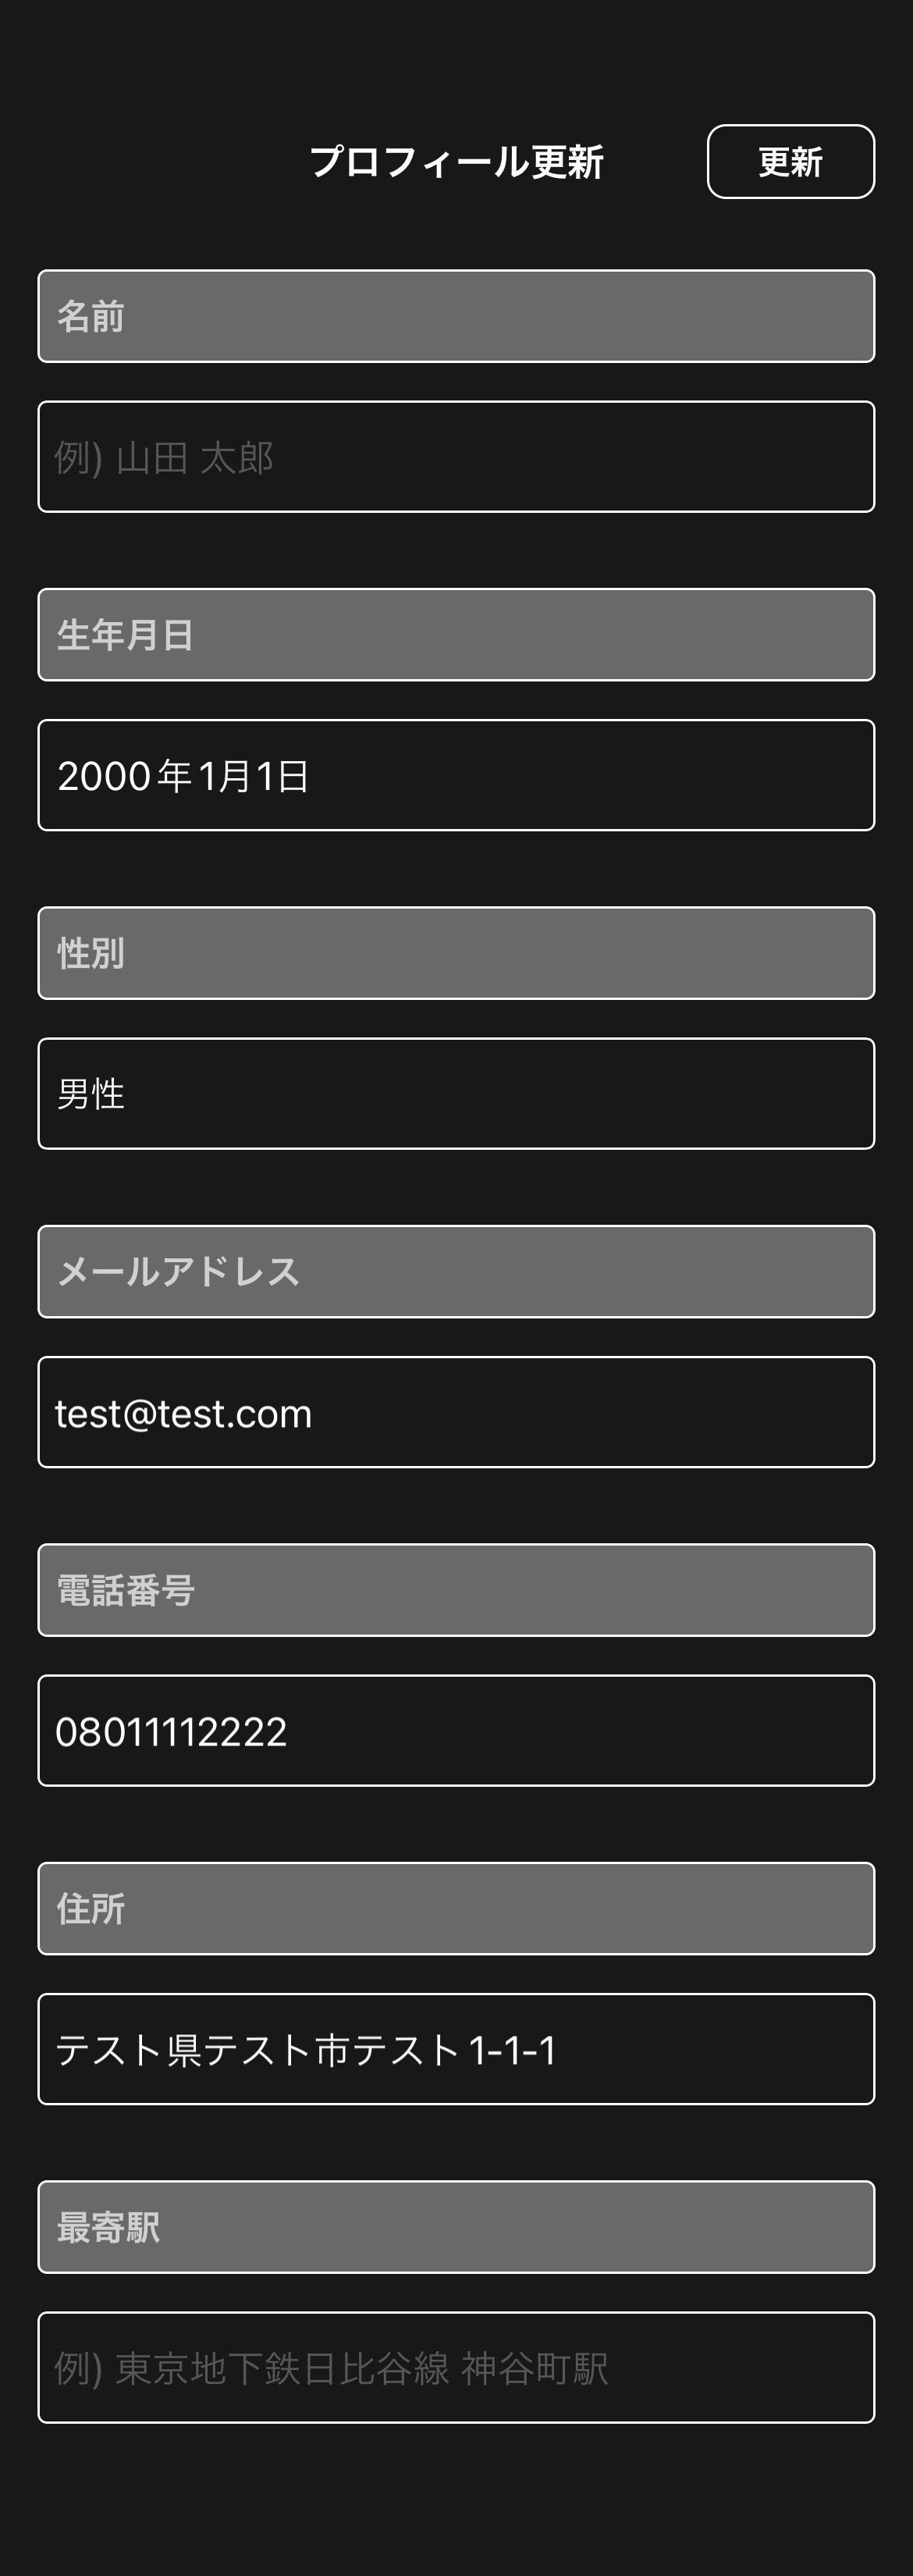 プロフィール更新
更新
名前
例) 山田 太郎
生年月日
2000年1月1日
性別
男性
メールアドレス
test@test.com
電話番号
08011112222
住所
テスト県テスト市テスト1-1-1
最寄駅
例) 東京地下鉄日比谷線 神谷町駅